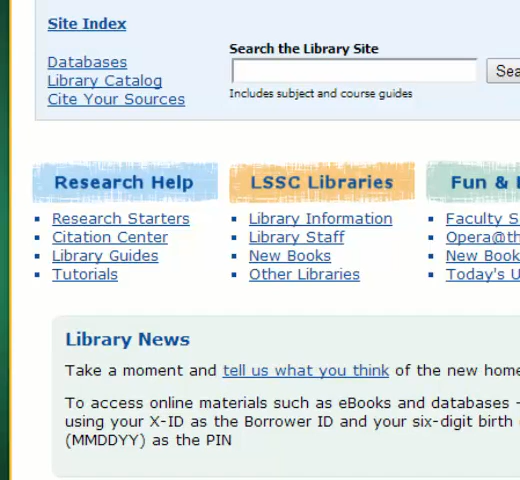 Site Index
Databases
Library Catalog
Cite Your Sources
Search the Library Site
Includes subject and course guides
Research Help
Research Starters
Citation Center
Library Guides
Tutorials
LSSC Libraries
Library Information
Library Staff
New Books
Other Libraries
Fun &
Faculty S
Opera@th
New Book
Today's U
Library News
Take a moment and tell us what you think of the new home
To access online materials such as eBooks and databases -
using your X-ID as the Borrower ID and your six-digit birth
(MMDDYY) as the PIN